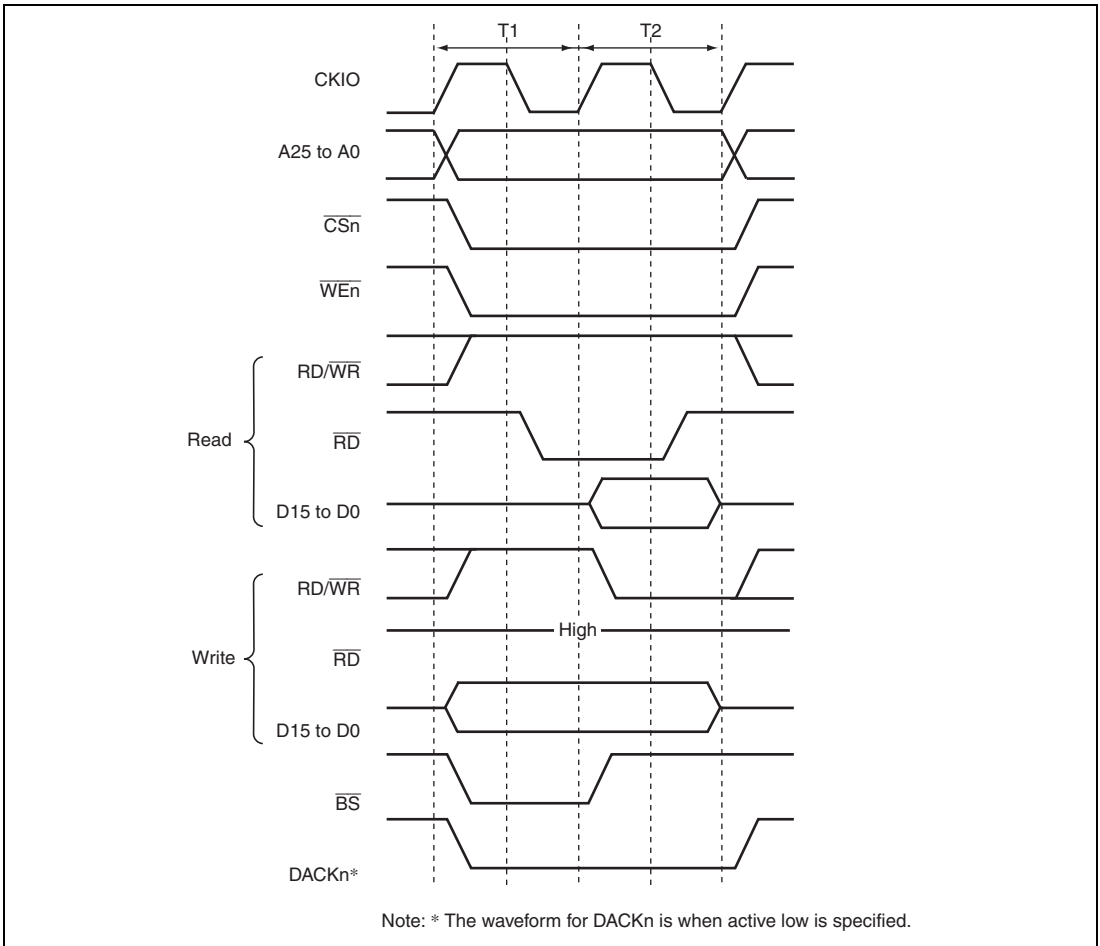 T1 T2
CKIO
A25 to A0
CSn
WEn
RD/WR
Read
RD
D15 to D0
RD/WR
High
Write
RD
D15 to D0
BS
DACKn*
Note: * The waveform for DACKn is when active low is specified.